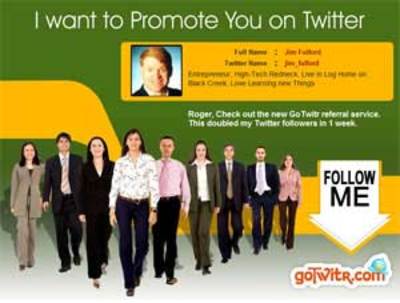 I want to Promote You on Twitter
Full Name : Jim Fulford
Twitter Name : jim_fulford
Entrepreneur, High-Tech Redneck, Live in Log Home on
Black Creek, Love Learning new Things
Roger, Check out the new GoTwitr referral service.
This doubled my Twitter followers in 1 week.
FOLLOW
ME
goTwitr.com